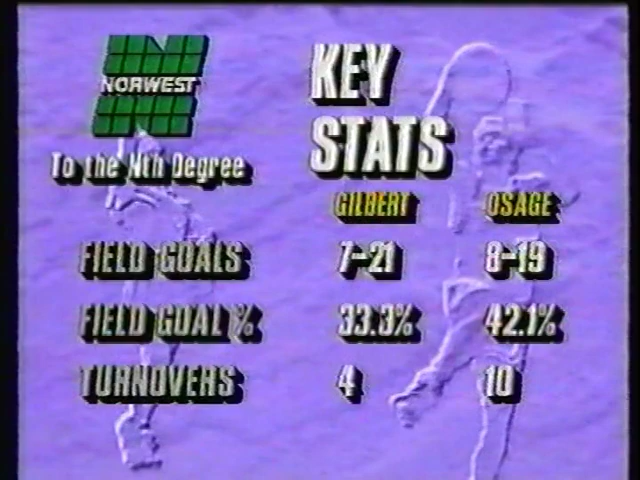 NORWEST
To the Nth Degree
KEY
STATS
GILBERT OSAGE
FIELD GOALS 7-21 8-19
FIELD GOAL % 33.3% 42.1%
TURNOVERS 4 10